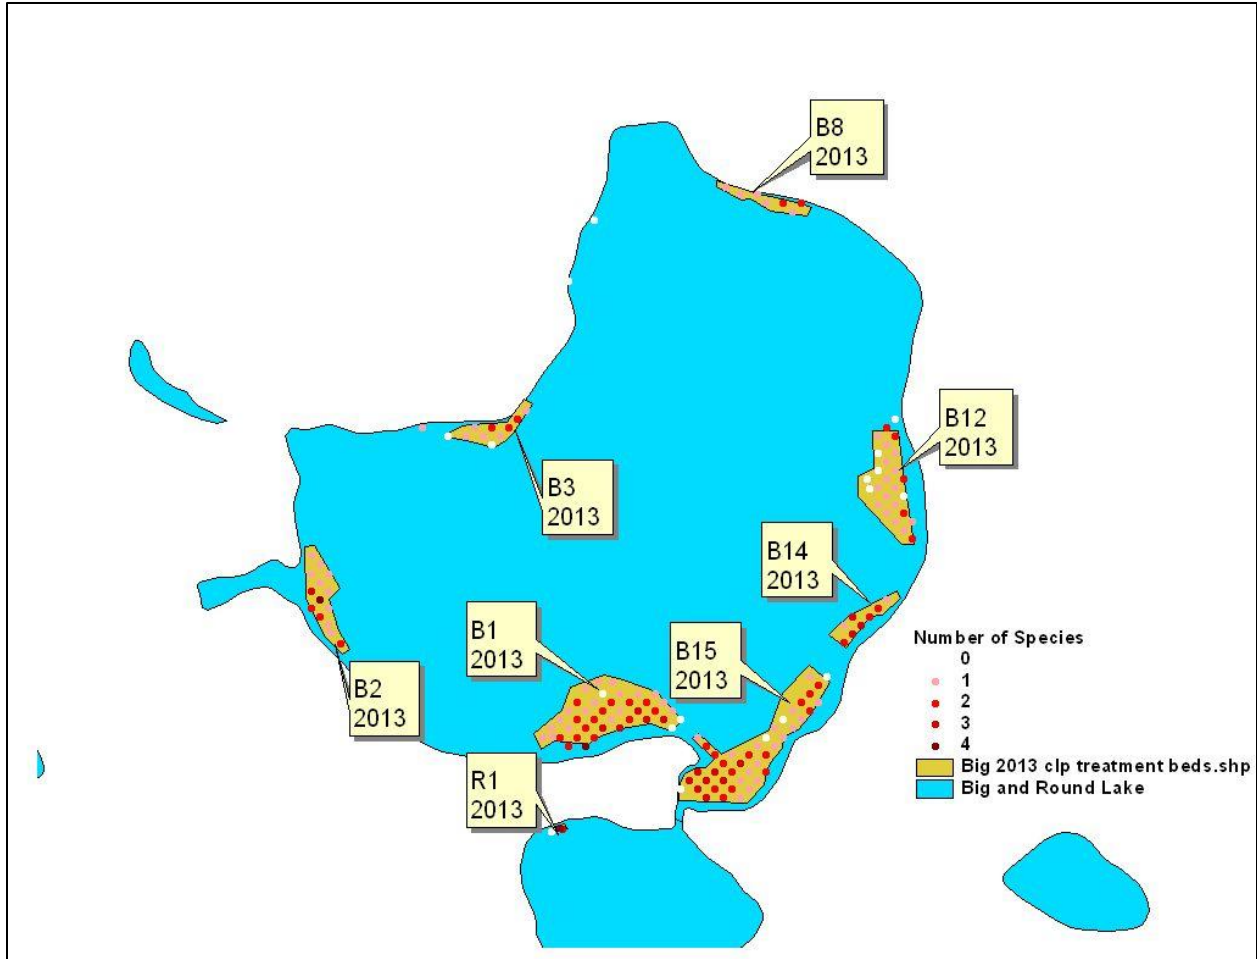 B8
2013
B12
2013
B3
2013
B14
2013
B1
2013
B15
2013
B2
2013
R1
2013
Number of Species
0
1
2
3
4
Big 2013 clp treatment beds.shp
Big and Round Lake